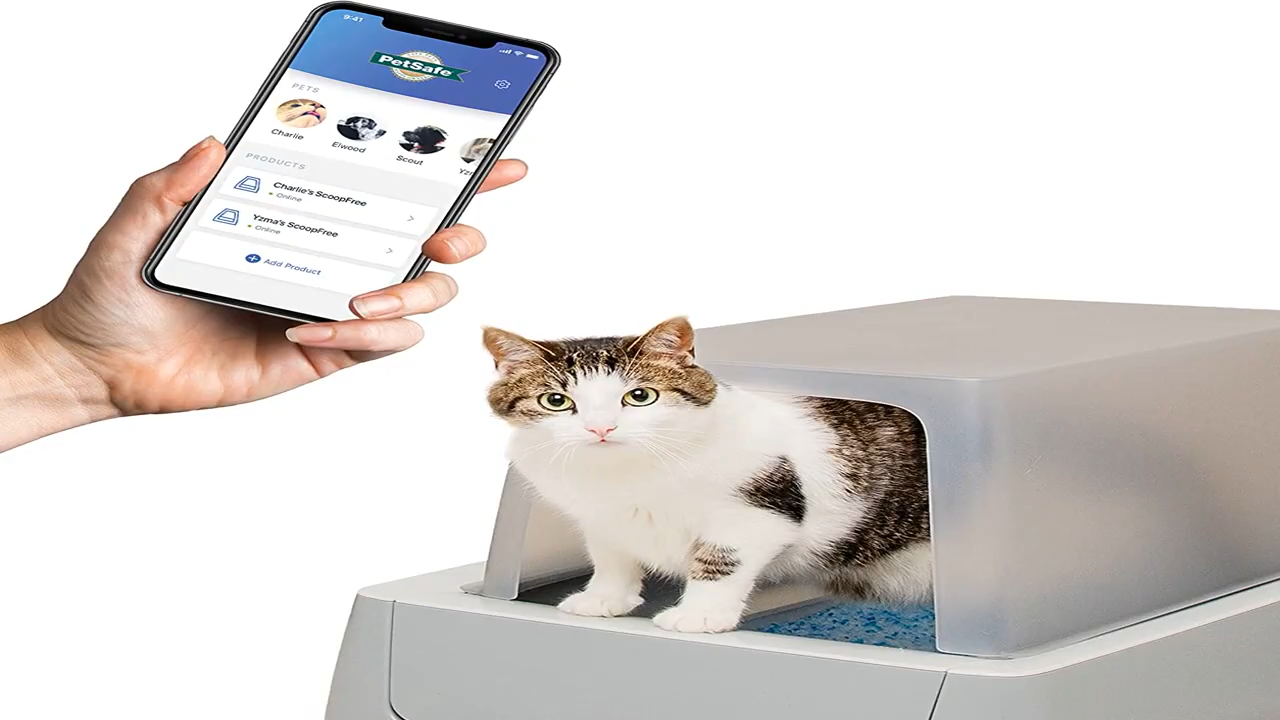 9:41
PetSafe
PETS
Charlie
Elwood
Scout
PRODUCTS
Charlie's ScoopFree
Online
Yzma's ScoopFree
Online
Add Product